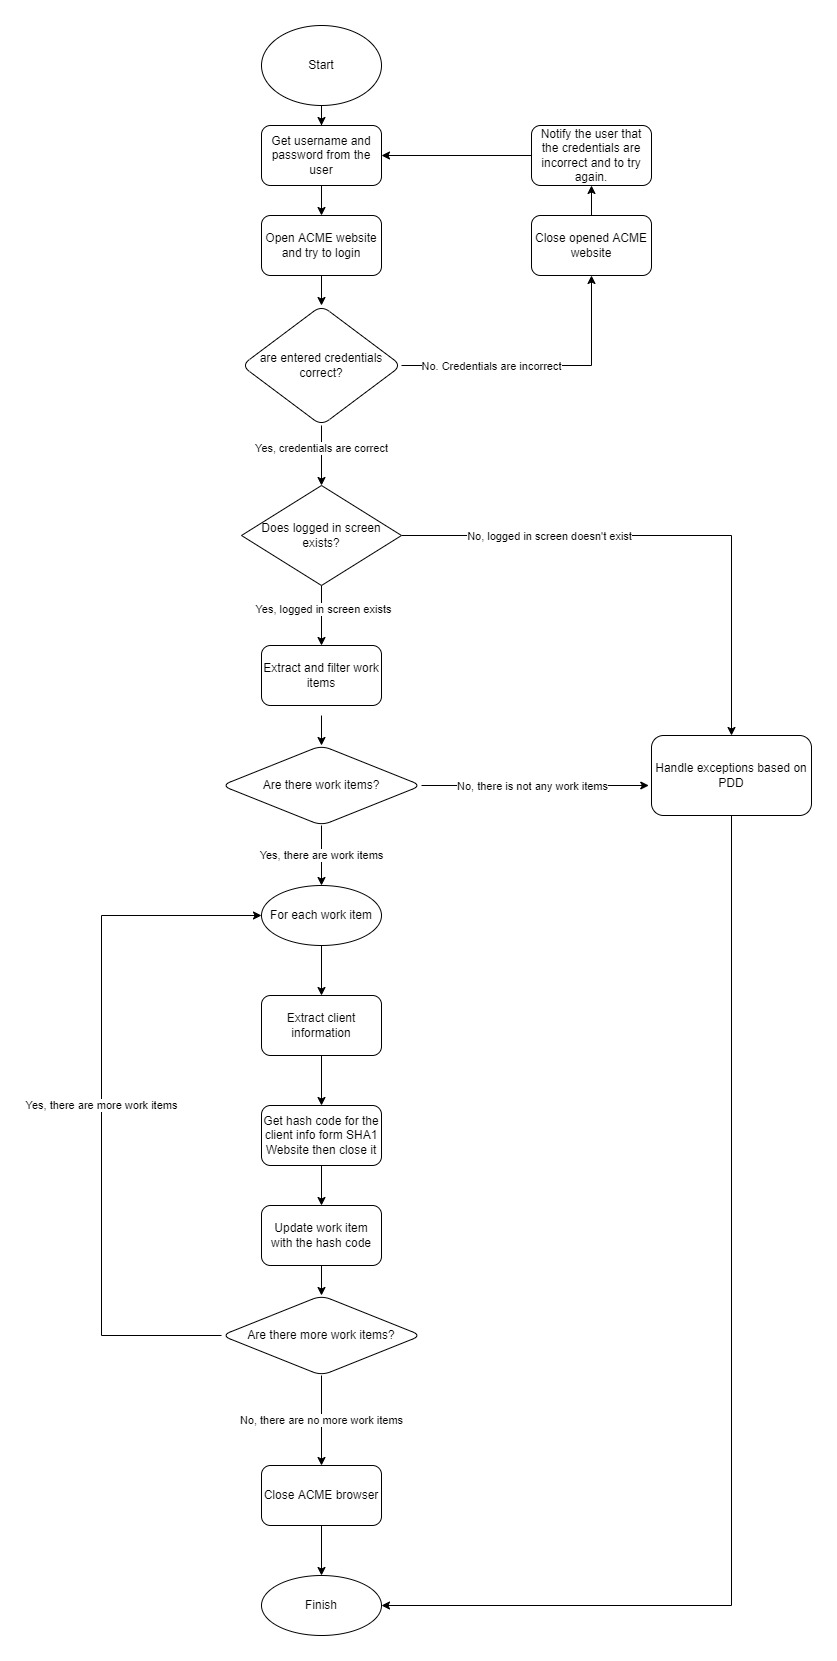 Start
Get username and
password from the
user
Notify the user that
the credentials are
incorrect and to try
again.
Open ACME website
and try to login
Close opened ACME
website
are entered credentials
correct?
No. Credentials are incorrect
Yes, credentials are correct
Does logged in screen
exists?
No, logged in screen doesn't exist
Yes, logged in screen exists
Extract and filter work
items
Handle exceptions based on
PDD
Are there work items?
No, there is not any work items
Yes, there are work items
For each work item
Extract client
information
Yes, there are more work items
Get hash code for the
client info form SHA1
Website then close it
Update work item
with the hash code
Are there more work items?
No, there are no more work items
Close ACME browser
Finish